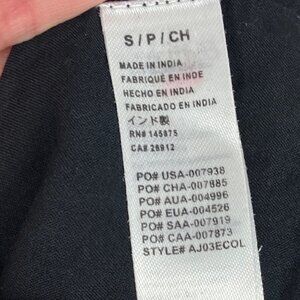 S / P / CH
MADE IN INDIA
FABRIQUÉ EN INDE
HECHO EN INDIA
FABRICADO EN INDIA
インド製
RN# 145875
CA# 26912
PO# USA-007938
PO# CHA-007885
PO# AUA-004996
PO# EUA-004526
PO# SAA-007919
PO# CAA-007873
STYLE# AJ03ECOL